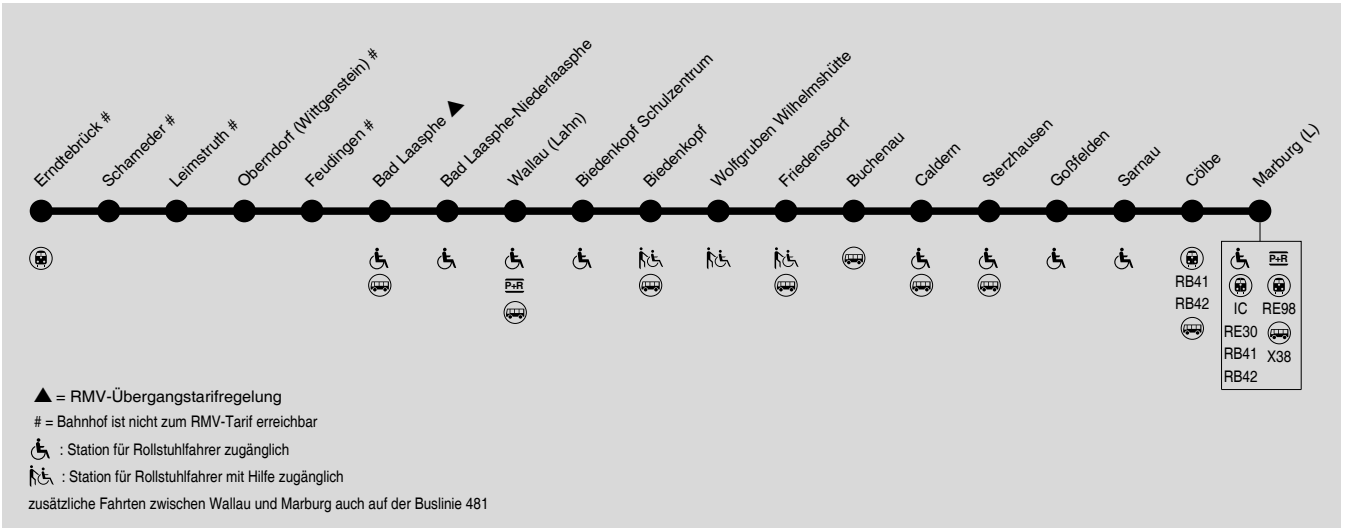 Erndtebrück #
Schameder #
Leimstruth #
Oberndorf (Wittgenstein) #
Feudingen #
Bad Laasphe ▲
Bad Laasphe-Niederlaasphe
Wallau (Lahn)
Biedenkopf Schulzentrum
Biedenkopf
Wolfgruben Wilhelmshütte
Friedensdorf
Buchenau
Caldern
Sterzhausen
Goßfelden
Sarnau
Cölbe
Marburg (L)
P+R
RB41
RB42
P+R
IC RE98
RE30
RB41 X38
RB42
▲ = RMV-Übergangstarifregelung
# = Bahnhof ist nicht zum RMV-Tarif erreichbar
: Station für Rollstuhlfahrer zugänglich
: Station für Rollstuhlfahrer mit Hilfe zugänglich
zusätzliche Fahrten zwischen Wallau und Marburg auch auf der Buslinie 481